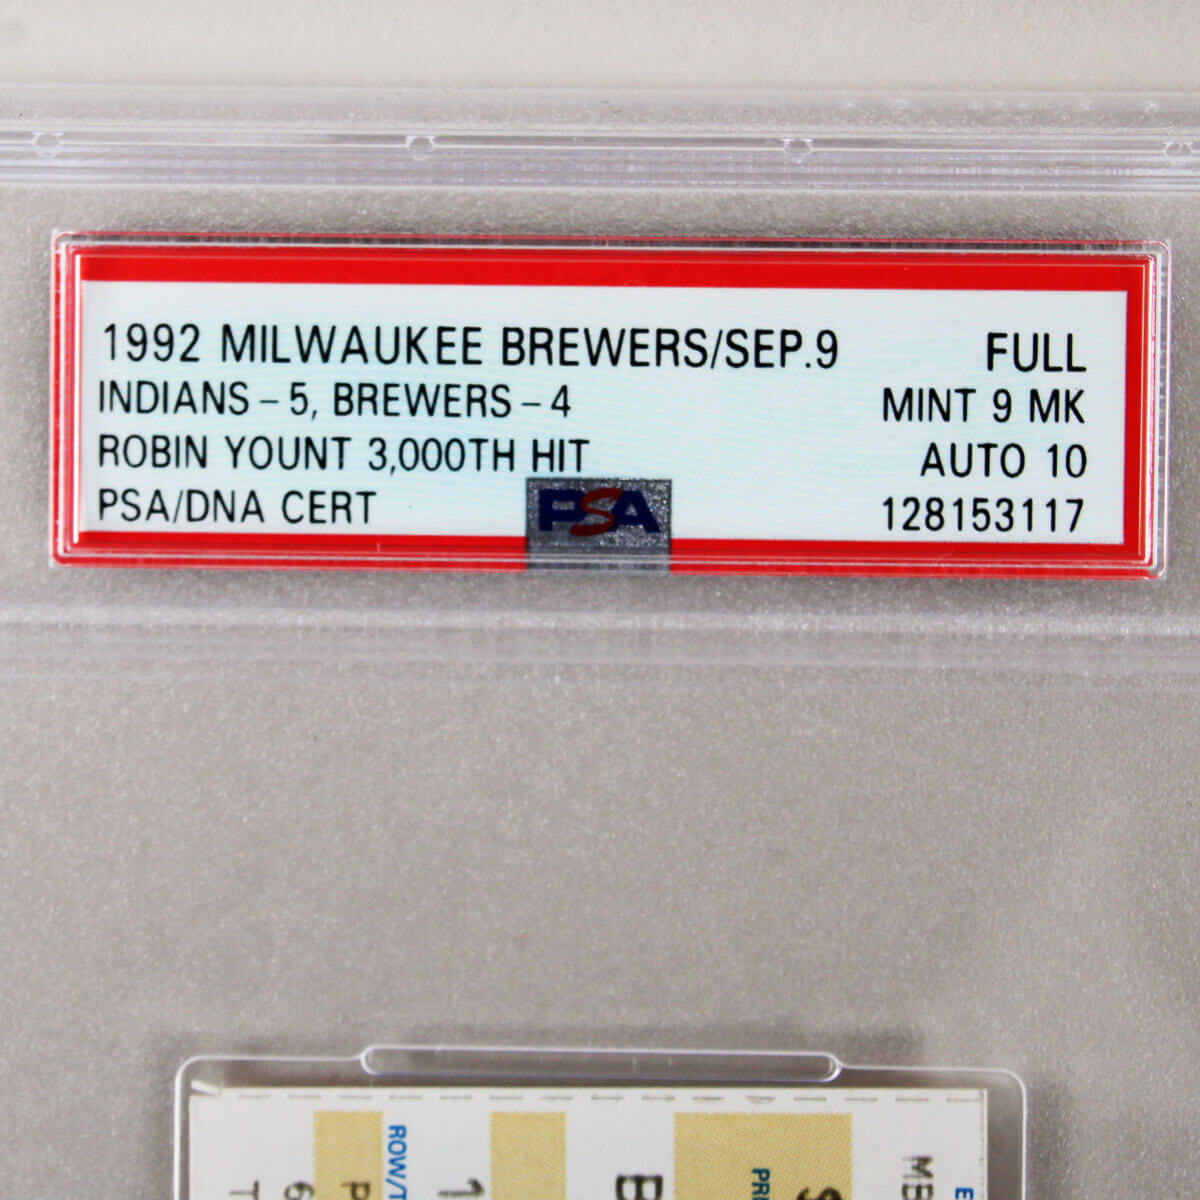 1992 MILWAUKEE BREWERS/SEP.9 FULL
INDIANS - 5, BREWERS - 4 MINT 9 MK
ROBIN YOUNT 3,000TH HIT AUTO 10
PSA/DNA CERT 128153117
PSA
ROW/